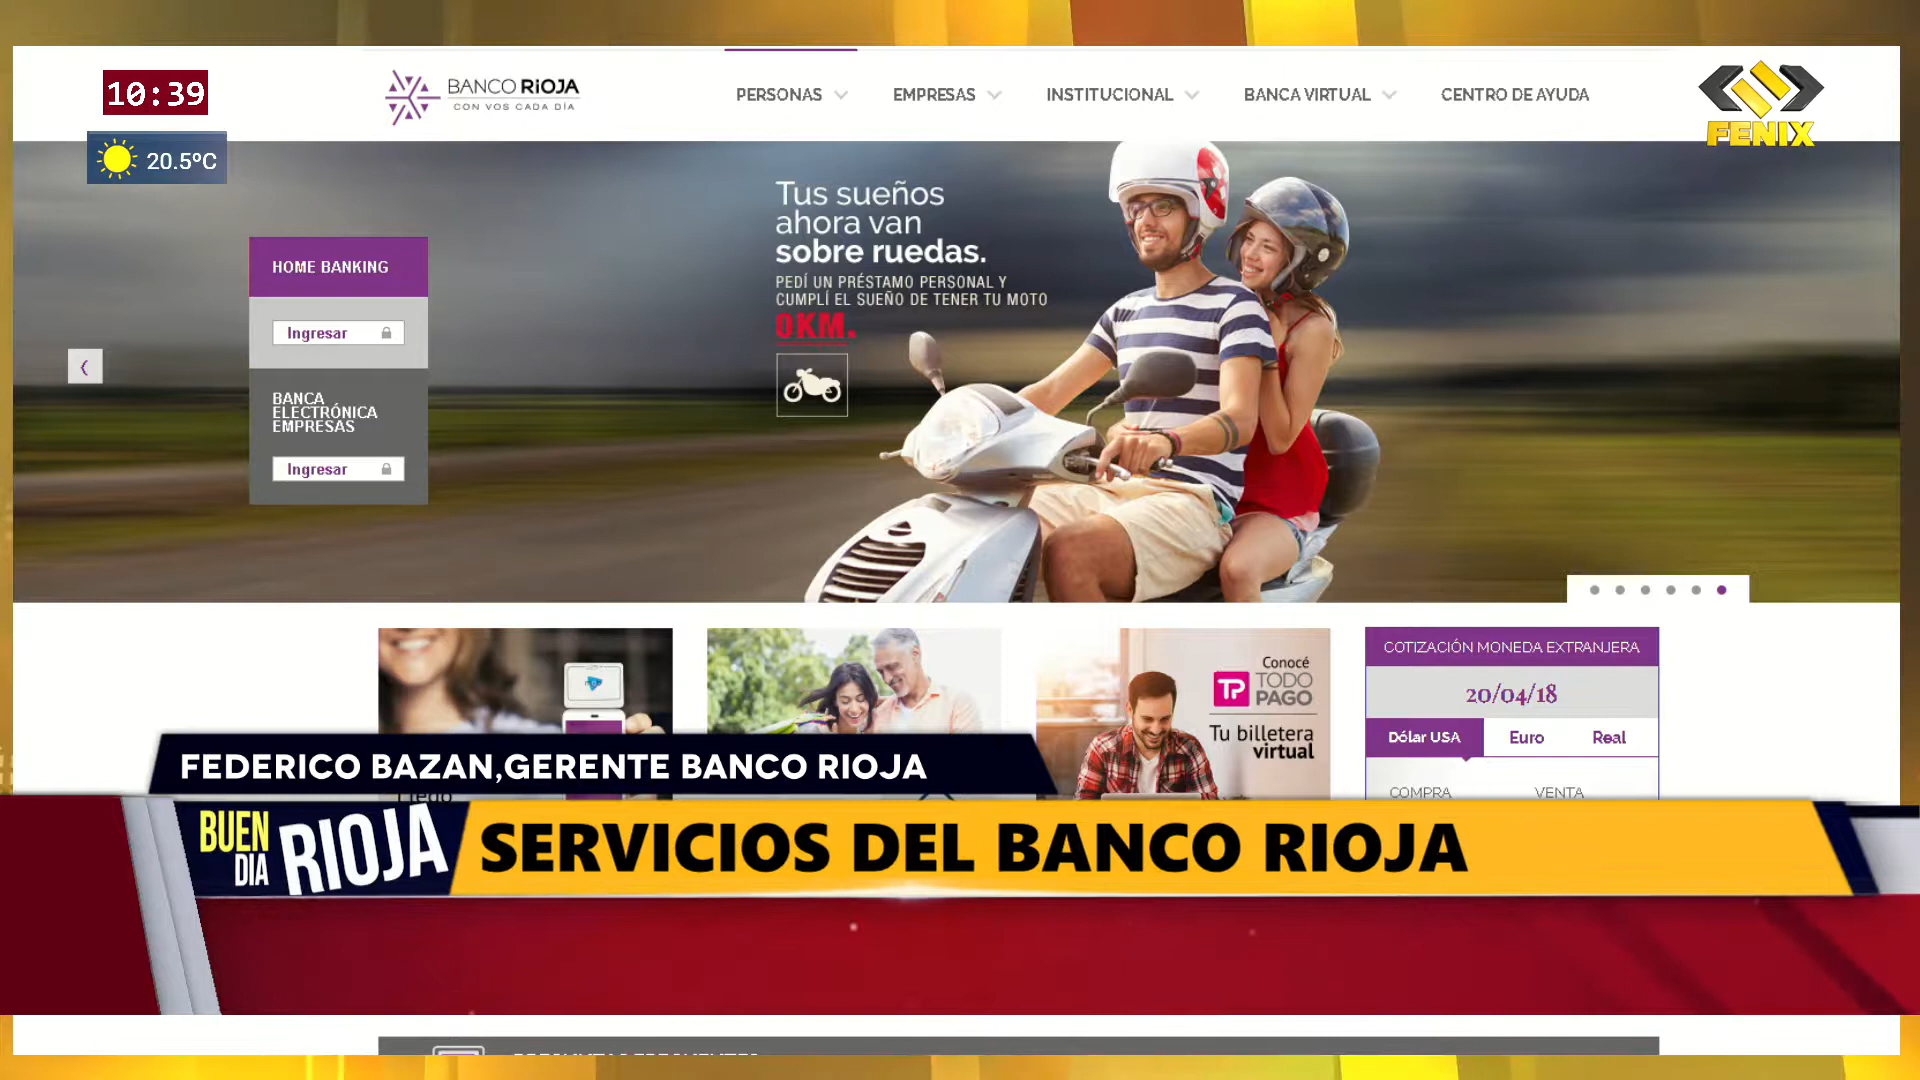 10:39
20.5°C
BANCO RiOJA
CON VOS CADA DÍA
PERSONAS
EMPRESAS
INSTITUCIONAL
BANCA VIRTUAL
CENTRO DE AYUDA
FENIX
Tus sueños
ahora van
sobre ruedas.
PEDÍ UN PRÉSTAMO PERSONAL Y
CUMPLÍ EL SUEÑO DE TENER TU MOTO
0KM.
HOME BANKING
Ingresar
BANCA
ELECTRÓNICA
EMPRESAS
Ingresar
Conocé
TP TODO
PAGO
Tu billetera
virtual
COTIZACIÓN MONEDA EXTRANJERA
20/04/18
Dólar USA Euro Real
COMPRA VENTA
FEDERICO BAZAN,GERENTE BANCO RIOJA
BUEN
DIA
RIOJA
SERVICIOS DEL BANCO RIOJA